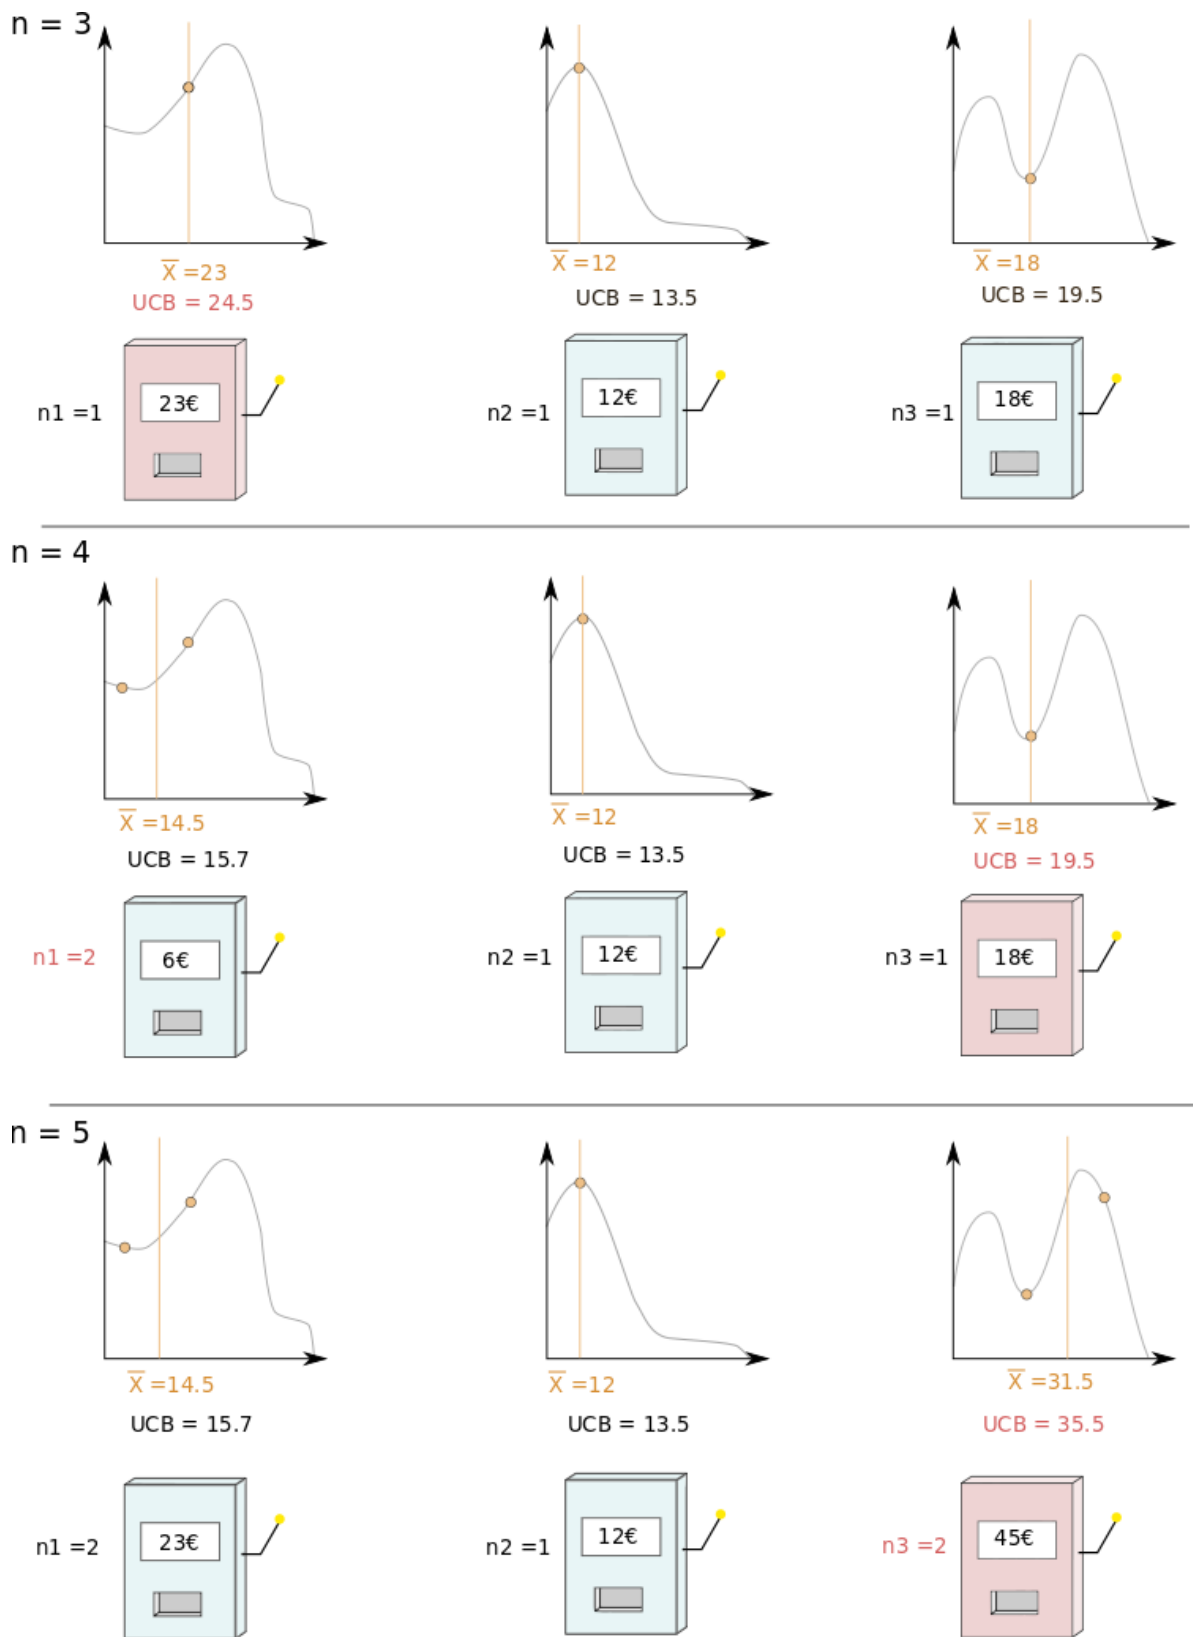 n = 3
X̅ =23
X̅ =12
X̅ =18
UCB = 24.5
UCB = 13.5
UCB = 19.5
n1 =1
23€
n2 =1
12€
n3 =1
18€
n = 4
X̅ =14.5
X̅ =12
X̅ =18
UCB = 15.7
UCB = 13.5
UCB = 19.5
n1 =2
6€
n2 =1
12€
n3 =1
18€
n = 5
X̅ =14.5
X̅ =12
X̅ =31.5
UCB = 15.7
UCB = 13.5
UCB = 35.5
n1 =2
23€
n2 =1
12€
n3 =2
45€